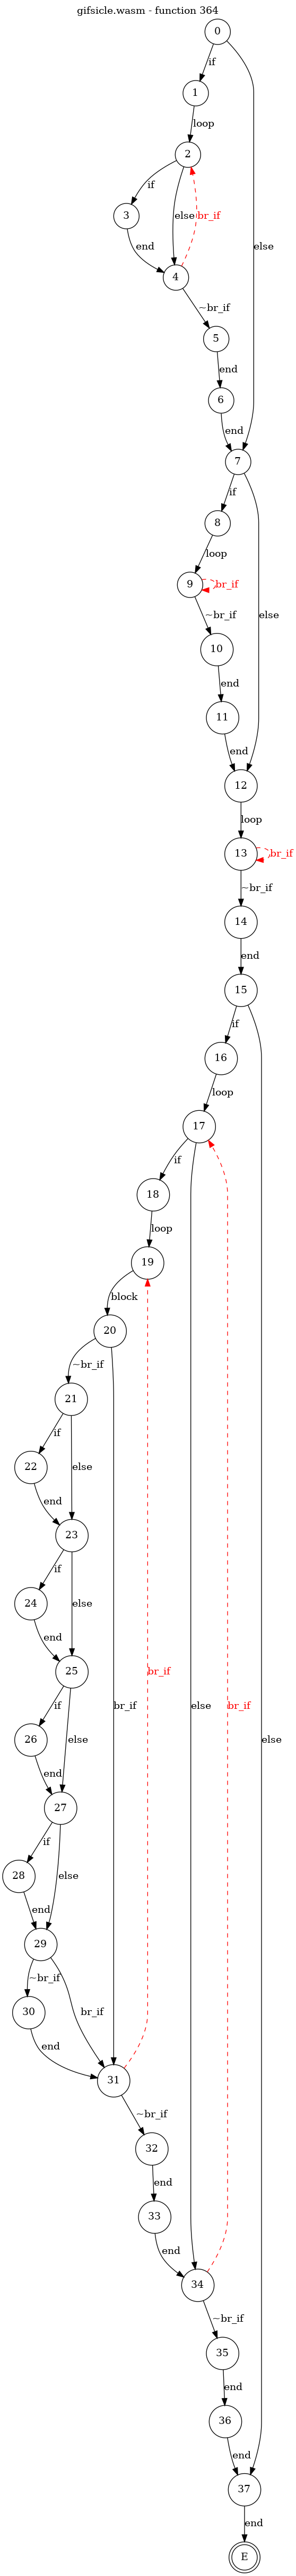 gifsicle.wasm - function 364
0
if
1
loop
2
if
3
else
br_if
else
end
4
~br_if
5
end
6
end
7
if
8
loop
9
br_if
~br_if
else
10
end
11
end
12
loop
13
br_if
~br_if
14
end
15
if
16
loop
17
if
18
loop
19
block
20
~br_if
21
if
22
else
end
23
if
24
else
end
25
br_if
br_if
br_if
else
if
26
else
else
end
27
if
28
else
end
29
~br_if
30
br_if
end
31
~br_if
32
end
33
end
34
~br_if
35
end
36
end
37
end
E